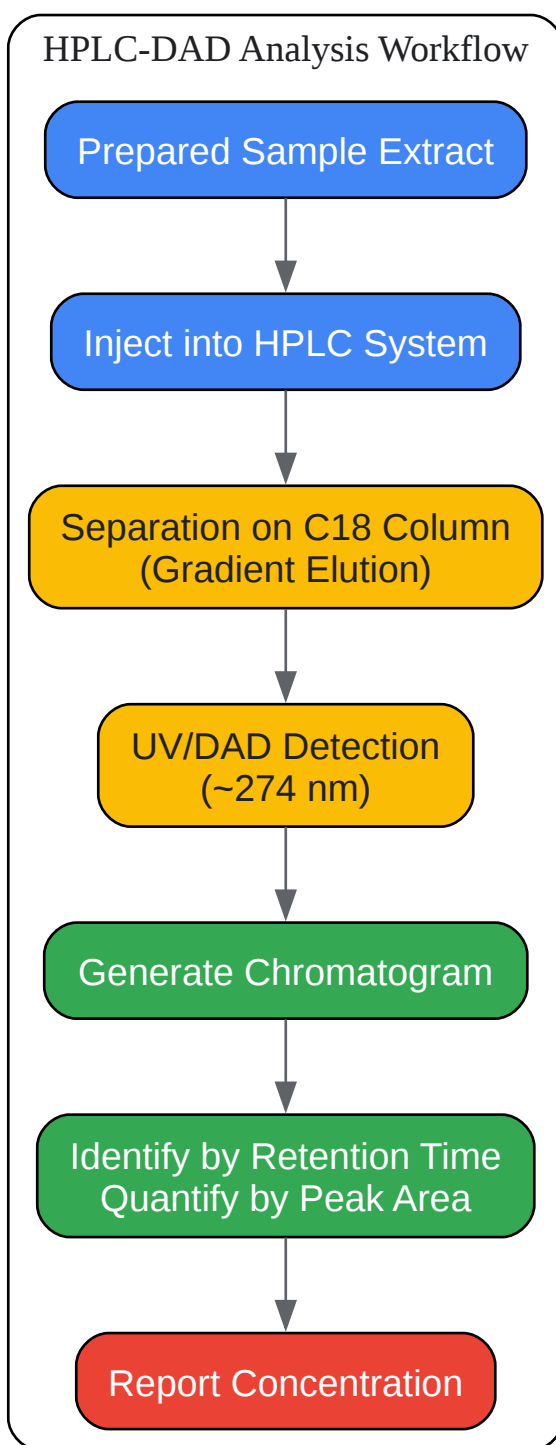 HPLC-DAD Analysis Workflow
Prepared Sample Extract
Inject into HPLC System
Separation on C18 Column
(Gradient Elution)
UV/DAD Detection
(~274 nm)
Generate Chromatogram
Identify by Retention Time
Quantify by Peak Area
Report Concentration